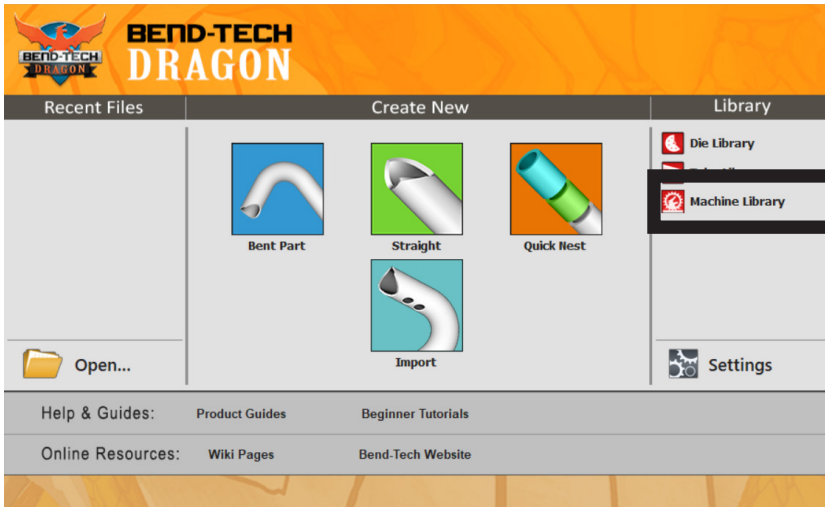 BEND-TECH
DRAGON
BEND-TECH
DRAGON
Recent Files
Create New
Library
Die Library
Machine Library
Bent Part
Straight
Quick Nest
Import
Open...
Settings
Help & Guides: Product Guides Beginner Tutorials
Online Resources: Wiki Pages Bend-Tech Website